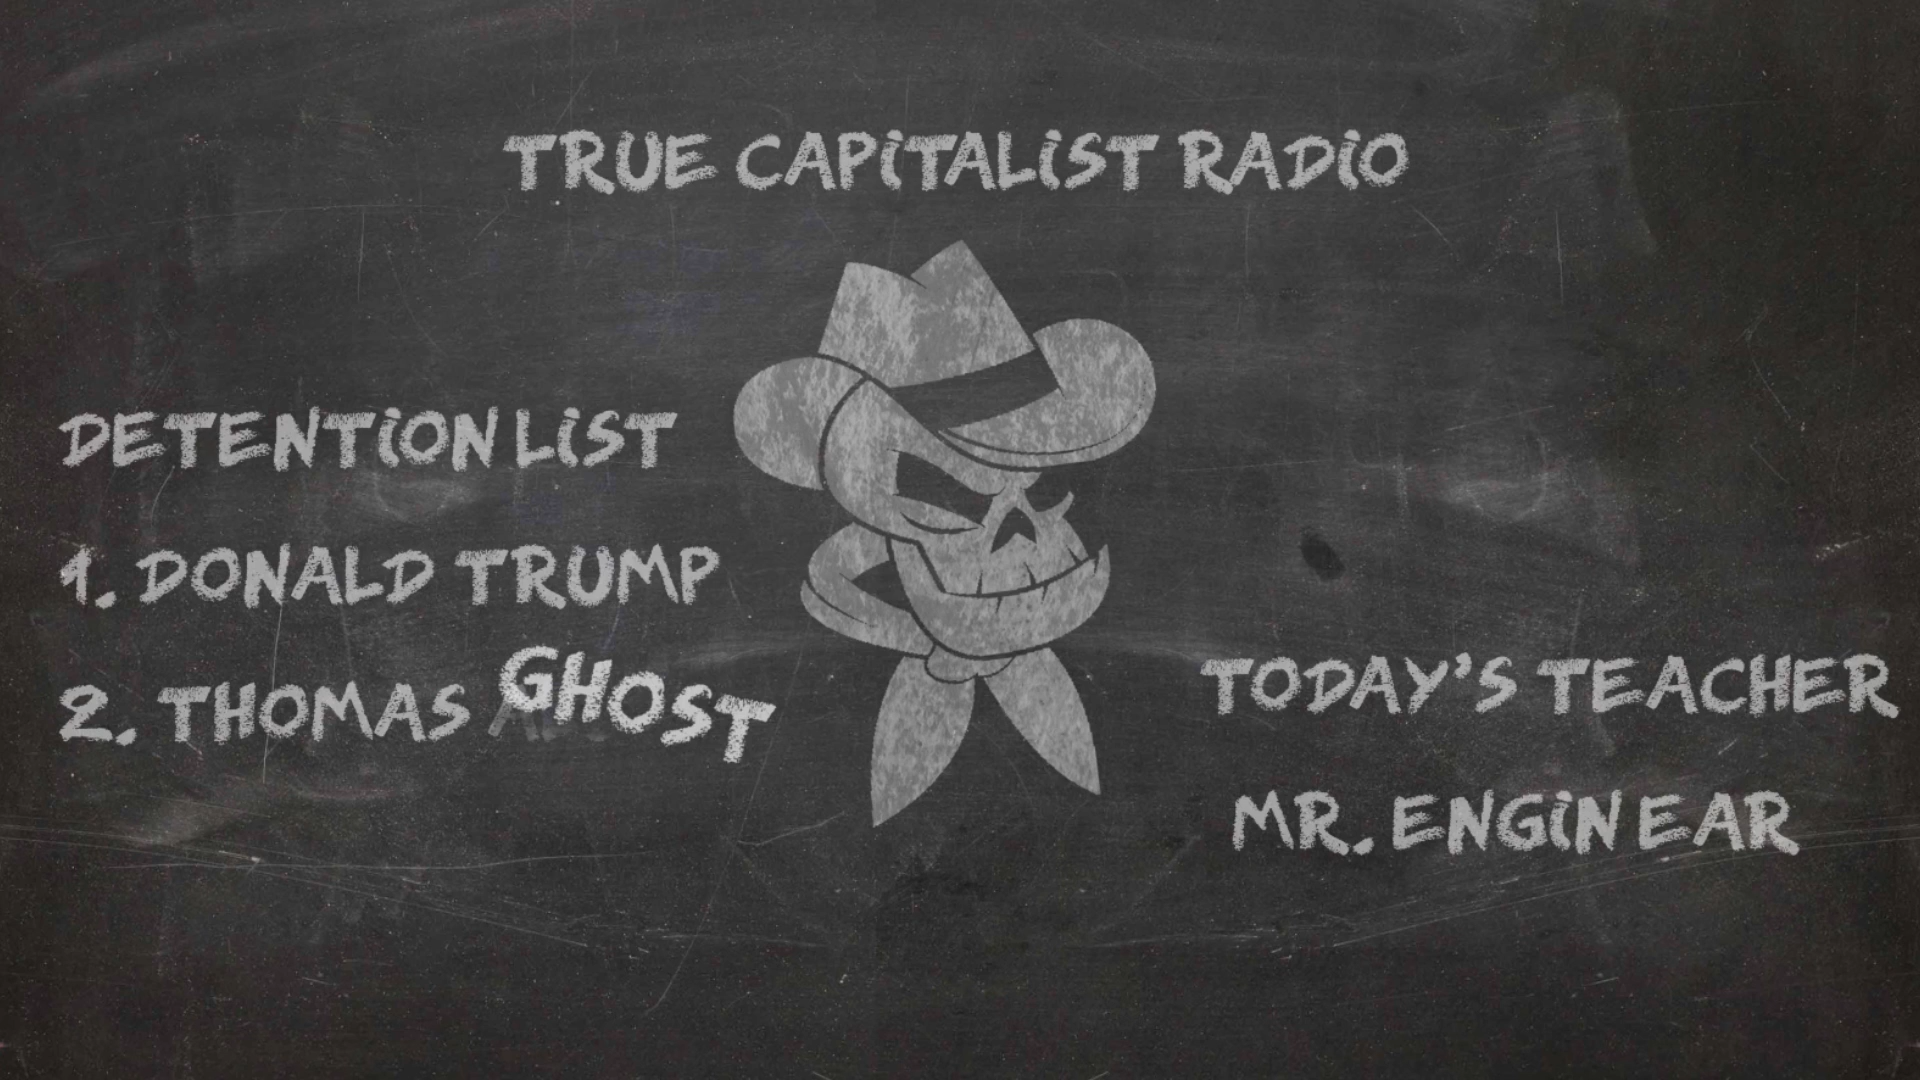 TRUE CAPiTALiST RADiO
DETENTiON LiST
1. DONALD TRUMP
2. THOMAS GHOST
TODAY'S TEACHER
MR. ENGiN EAR